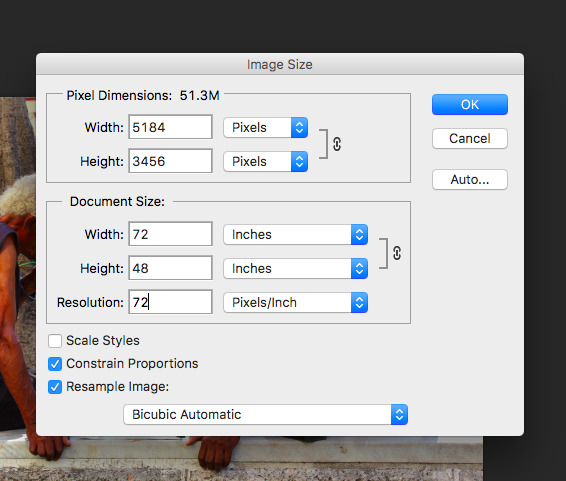 Image Size
Pixel Dimensions: 51.3M
Width: 5184 Pixels
Height: 3456 Pixels
OK
Cancel
Auto...
Document Size:
Width: 72 Inches
Height: 48 Inches
Resolution: 72 Pixels/Inch
Scale Styles
Constrain Proportions
Resample Image:
Bicubic Automatic